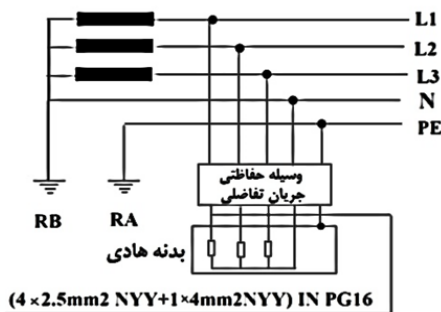 L1
L2
L3
N
PE
وسیله حفاظتی
جریان تفاضلی
RB
RA
بدنه هادی
(4×2.5mm2 NYY+1×4mm2NYY) IN PG16